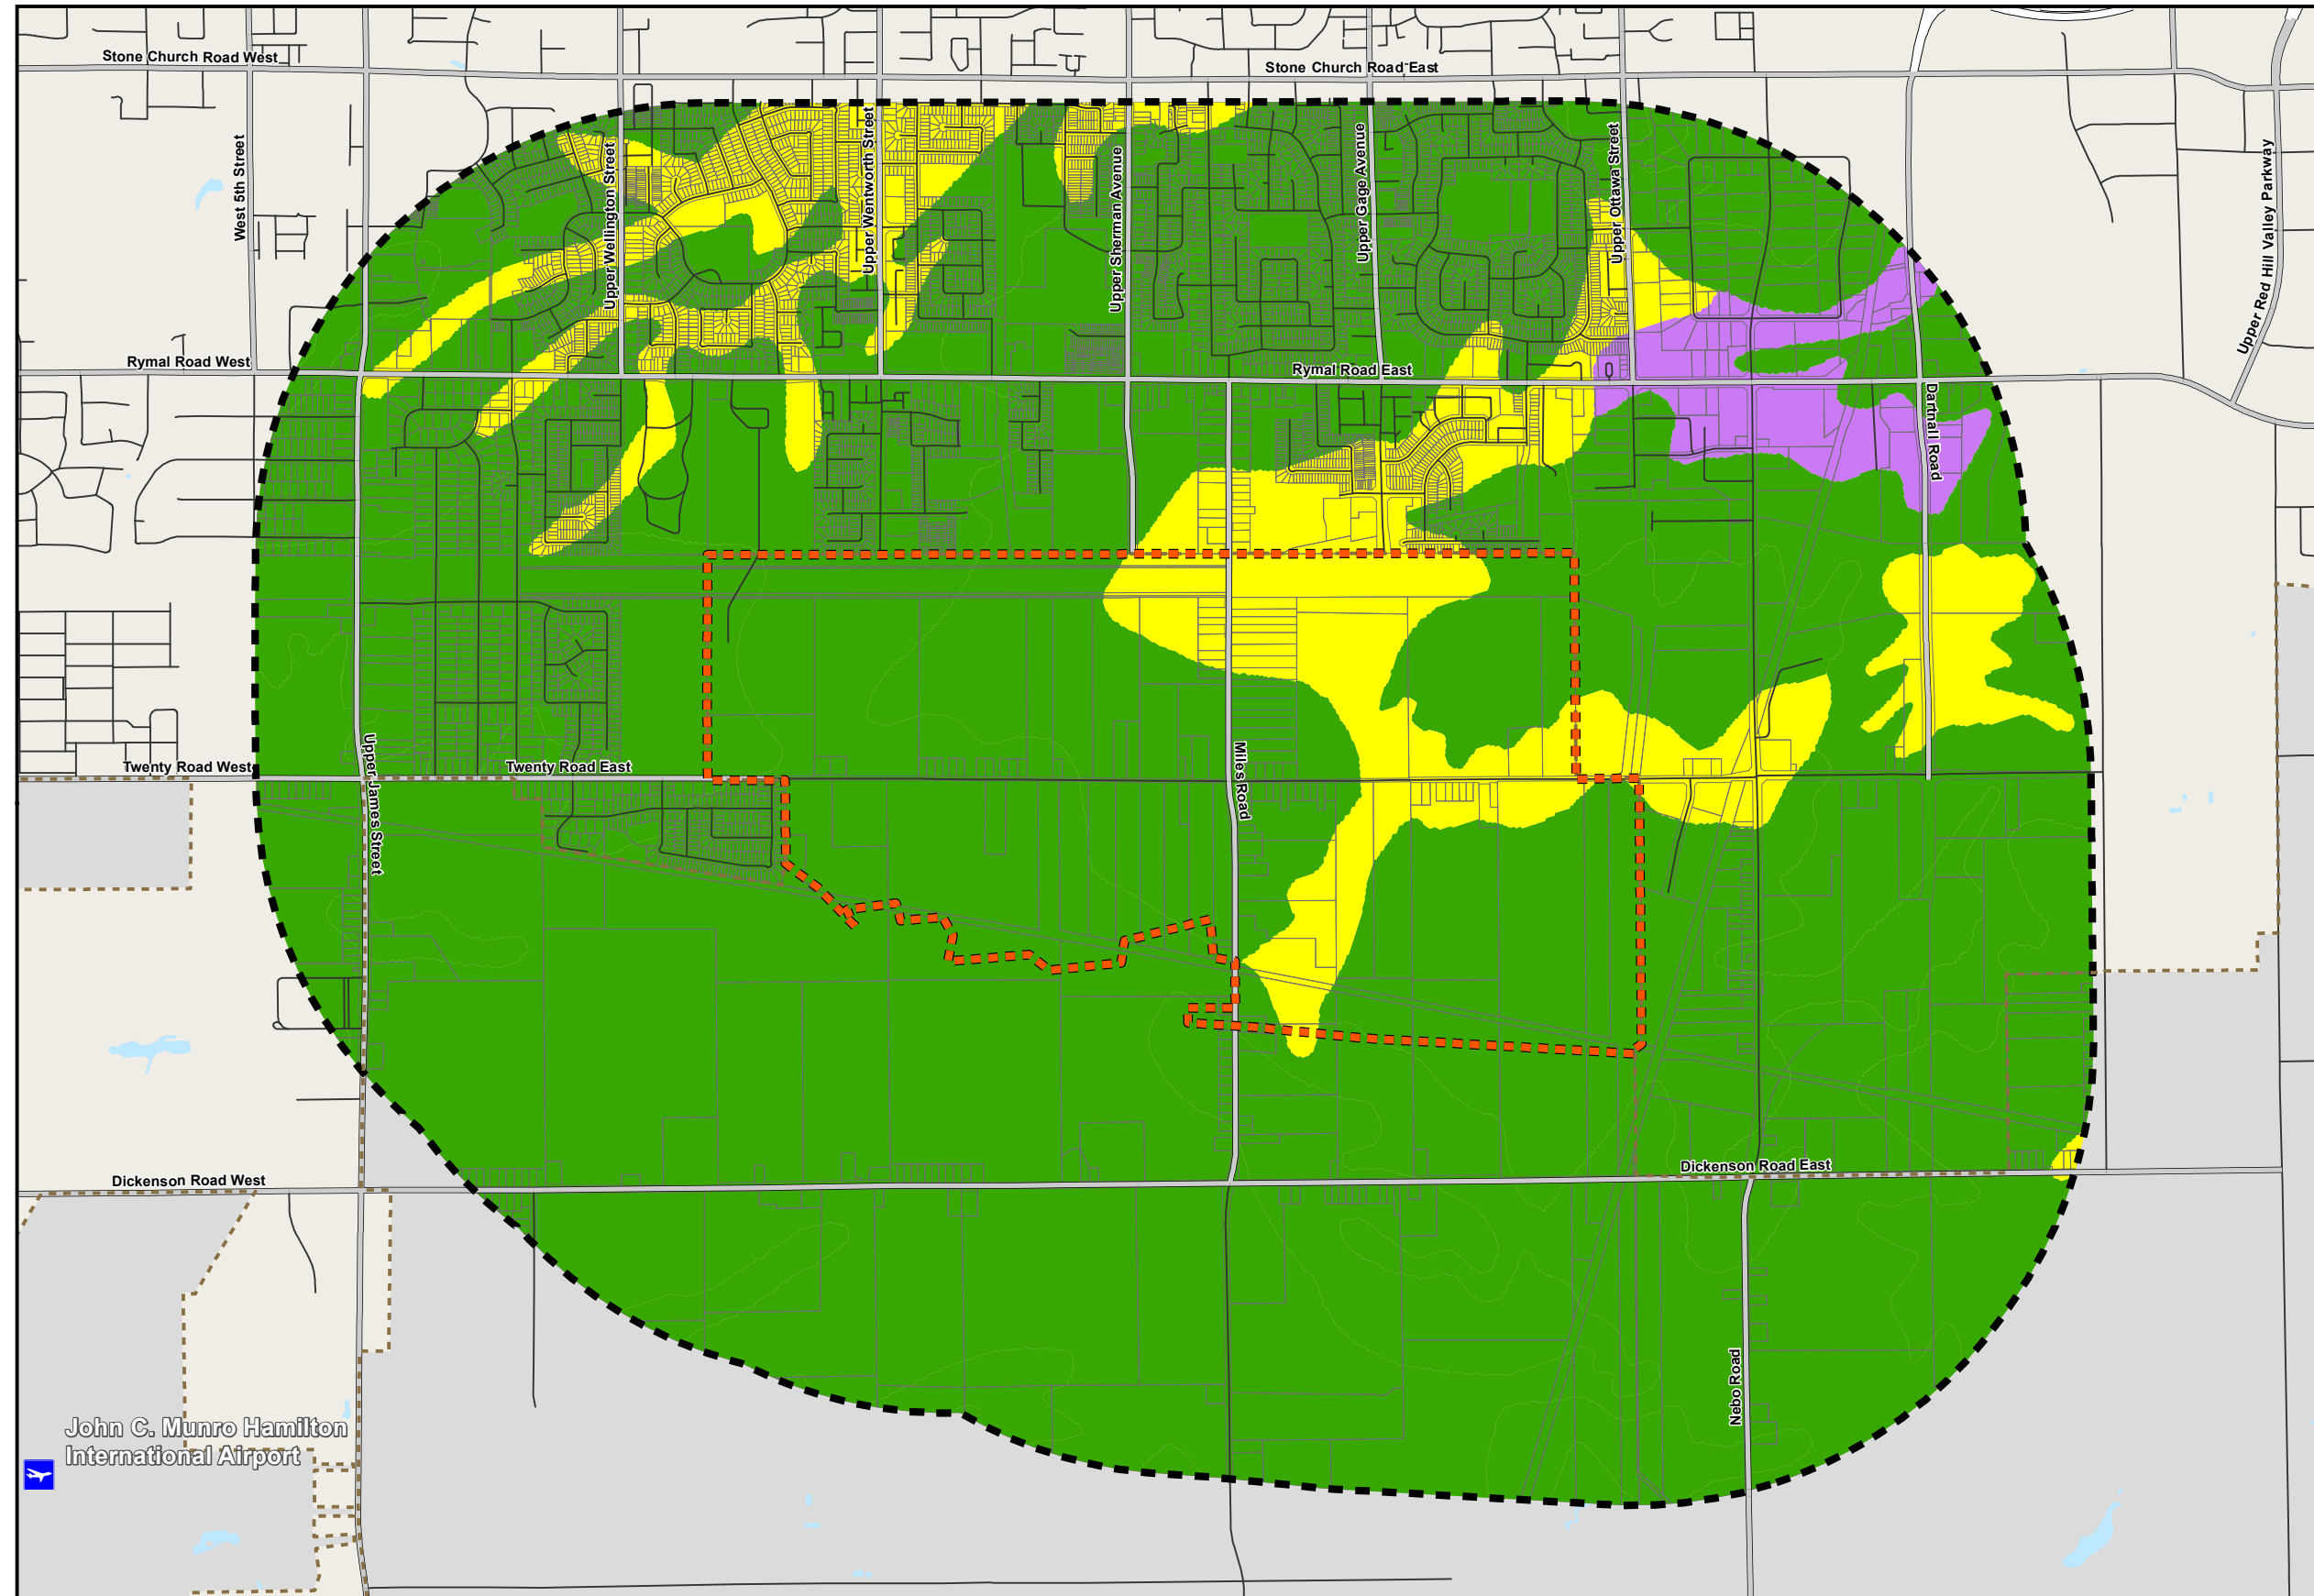 Stone Church Road West
Stone Church Road East
West 5th Street
Upper Wellington Street
Upper Wentworth Street
Upper Sherman Avenue
Upper Gage Avenue
Upper Ottawa Street
Upper Red Hill Valley Parkway
Rymal Road West
Rymal Road East
Dartnall Road
Upper James Street
Miles Road
Twenty Road West
Twenty Road East
Dickenson Road West
Dickenson Road East
Nebo Road
John C. Munro Hamilton
International Airport